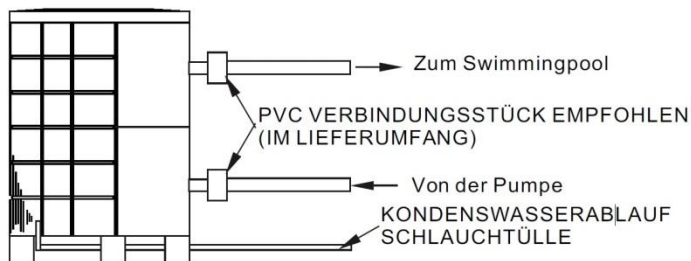 Zum Swimmingpool
PVC VERBINDUNGSSTÜCK EMPFOHLEN
(IM LIEFERUMFANG)
Von der Pumpe
KONDENSWASSERABLAUF
SCHLAUCHTÜLLE